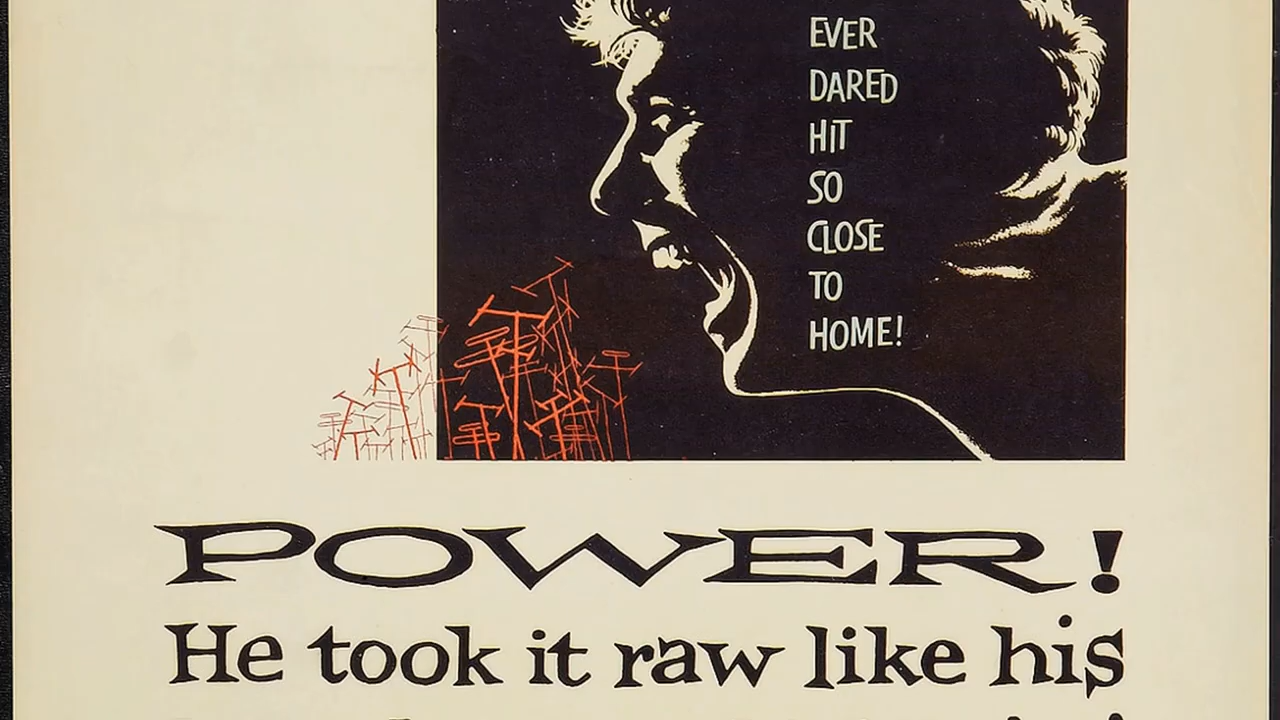 EVER
DARED
HIT
SO
CLOSE
TO
HOME!
POWER!
He took it raw like his